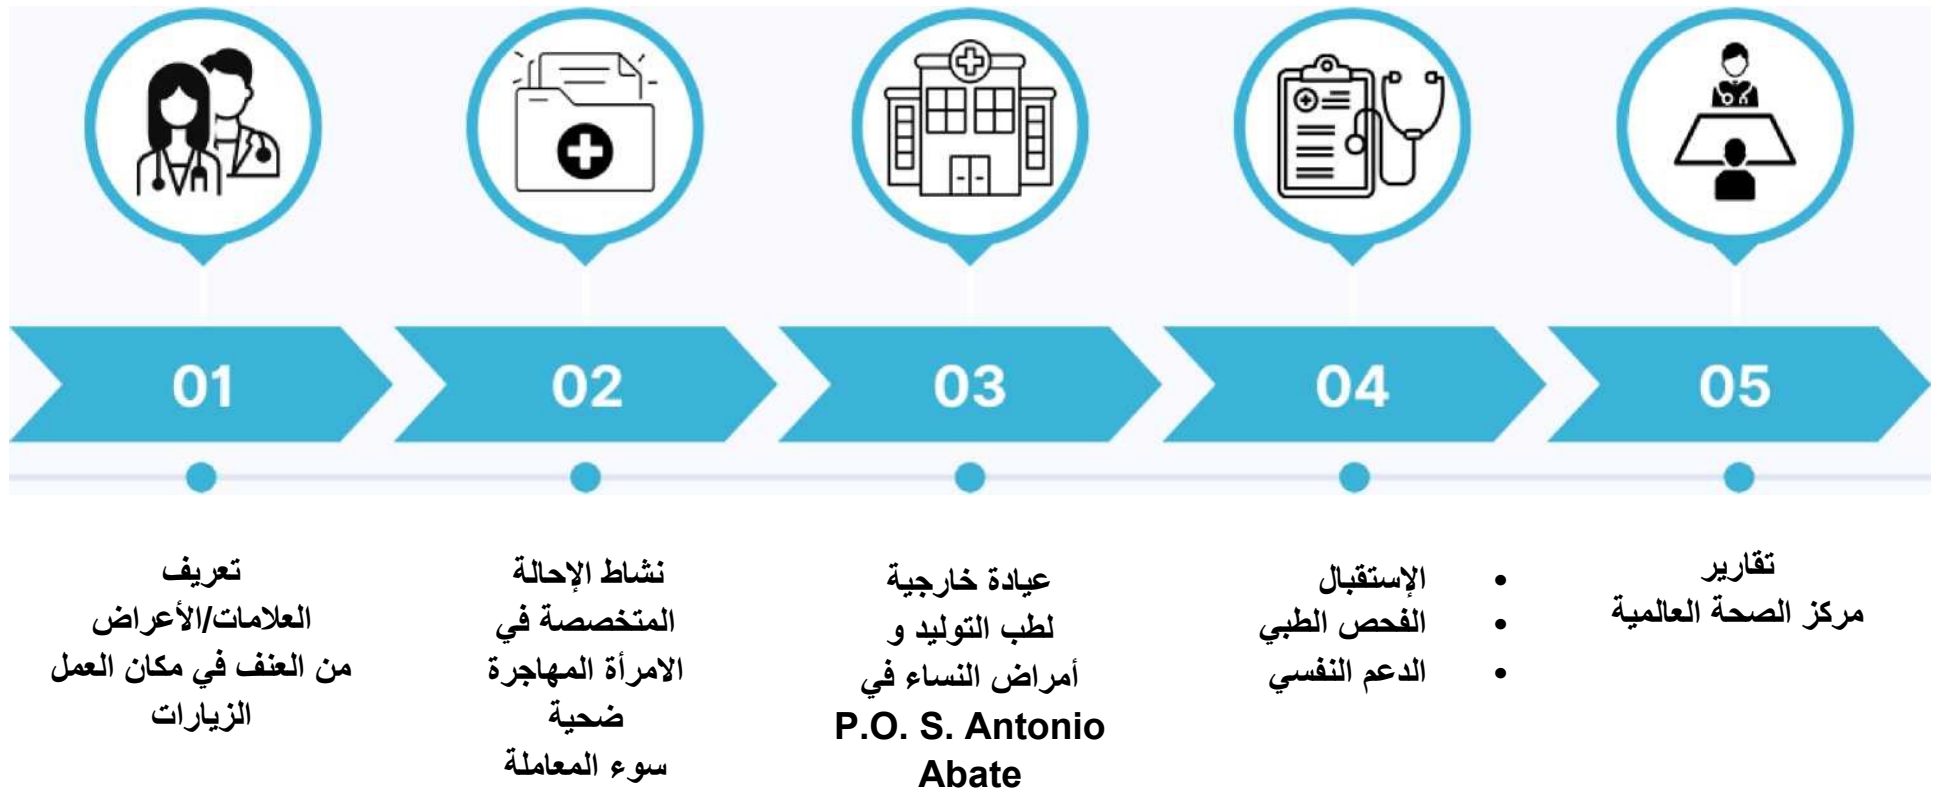 01
02
03
04
05
تعريف
العلامات/الأعراض
من العنف في مكان العمل
الزيارات
نشاط الإحالة
المتخصصة في
الامرأة المهاجرة
ضحية
سوء المعاملة
عيادة خارجية
لطب التوليد و
أمراض النساء في
P.O. S. Antonio
Abate
• الإستقبال
• الفحص الطبي
• الدعم النفسي
تقارير
مركز الصحة العالمية